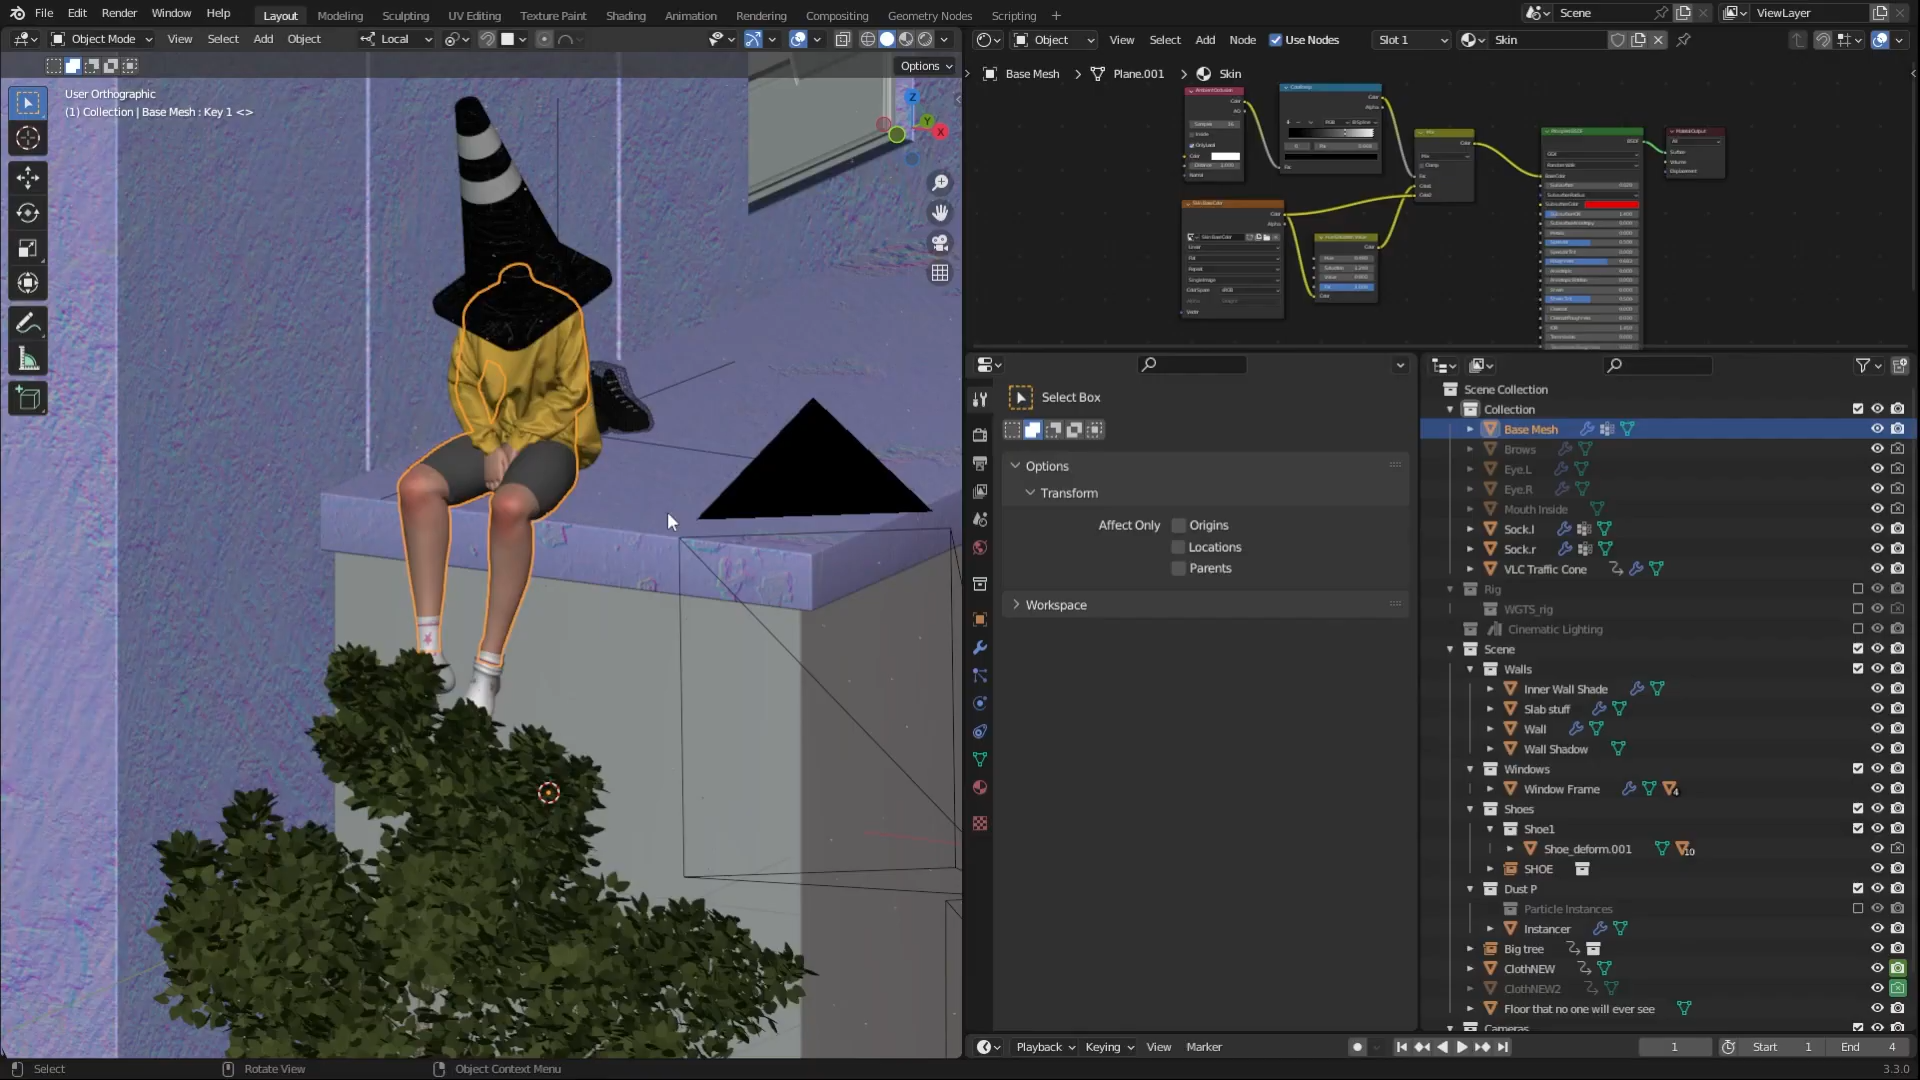 File Edit Render Window Help
Layout Modeling Sculpting UV Editing Texture Paint Shading Animation Rendering Compositing Geometry Nodes Scripting +
Scene
ViewLayer
Object Mode View Select Add Object
Local
Options
User Orthographic
(1) Collection | Base Mesh : Key 1 <>
Z
Y
X
Object View Select Add Node Use Nodes Slot 1 Skin
Base Mesh > Plane.001 > Skin
Select Box
Options
Transform
Affect Only Origins
Locations
Parents
Workspace
Scene Collection
Collection
Base Mesh
Brows
Eye.L
Eye.R
Mouth Inside
Sock.l
Sock.r
VLC Traffic Cone
Rig
WGTS_rig
Cinematic Lighting
Scene
Walls
Inner Wall Shade
Slab stuff
Wall
Wall Shadow
Windows
Window Frame 4
Shoes
Shoe1
Shoe_deform.001 10
SHOE
Dust P
Particle Instances
Instancer
Big tree
ClothNEW
ClothNEW2
Floor that no one will ever see
Cameras
Playback Keying View Marker
1 Start 1 End 4
Select Rotate View Object Context Menu
3.3.0